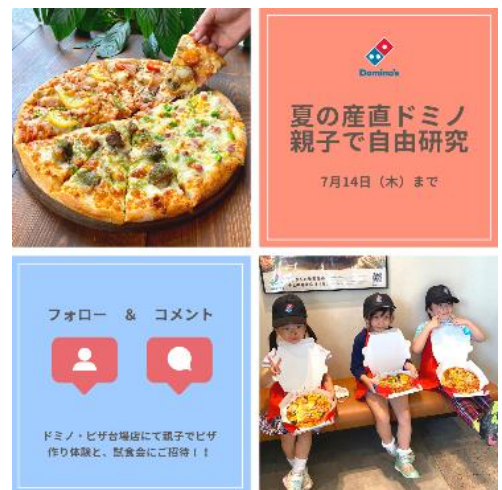 Domino's
夏の産直ドミノ
親子で自由研究
7月14日（木）まで
フォロー & コメント
ドミノ・ピザ台場店にて親子でピザ
作り体験と、試食会にご招待！！